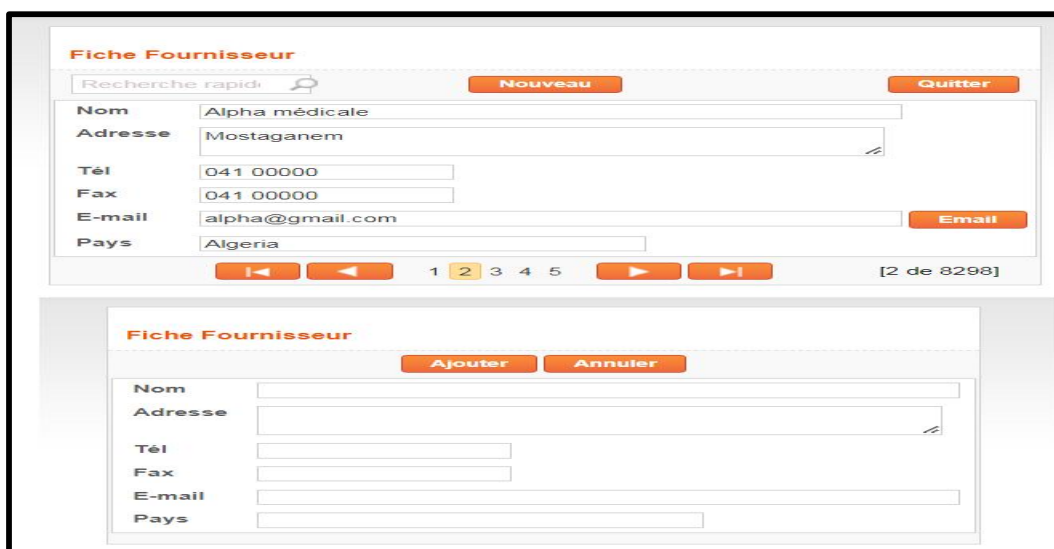 Fiche Fournisseur
Recherche rapid Nouveau Quitter
Nom Alpha médicale
Adresse Mostaganem
Tél 041 00000
Fax 041 00000
E-mail alpha@gmail.com Email
Pays Algeria
1 2 3 4 5 [2 de 8298]
Fiche Fournisseur
Ajouter Annuler
Nom
Adresse
Tél
Fax
E-mail
Pays